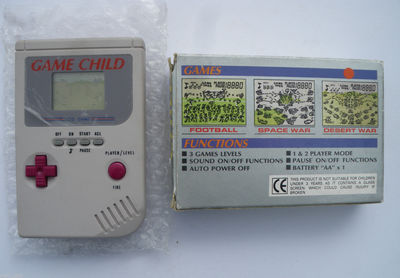 GAME CHILD
OFF ON START ACL
PAUSE
PLAYER/LEVEL
FIRE
GAMES
FOOTBALL SPACE WAR DESERT WAR
FUNCTIONS
3 GAMES LEVELS
SOUND ON/OFF FUNCTIONS
AUTO POWER OFF
1 & 2 PLAYER MODE
PAUSE ON/OFF FUNCTIONS
BATTERY "AA" x 1
CE
THIS PRODUCT IS NOT SUITABLE FOR CHILDREN
UNDER 3 YEARS, AS IT CONTAINS A GLASS
SCREEN WHICH COULD CAUSE INJURY IF
BROKEN